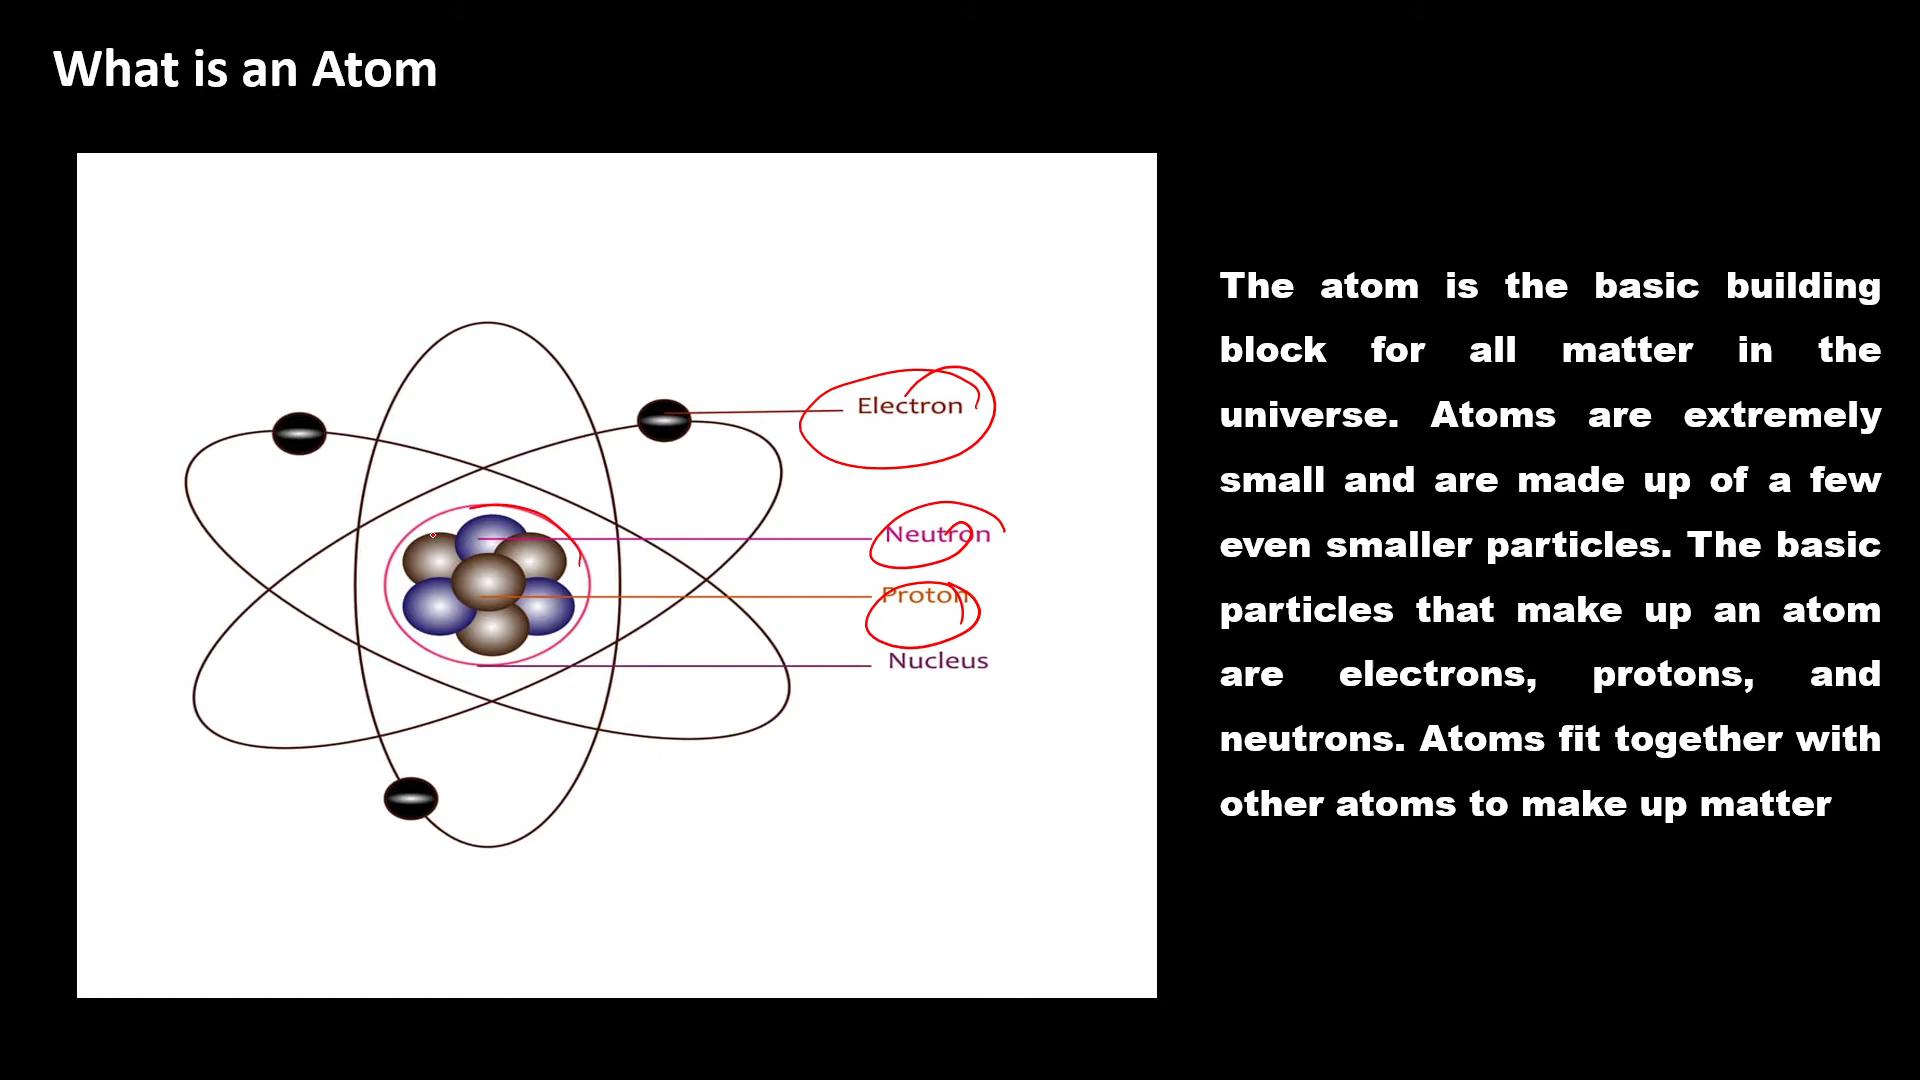 What is an Atom
Electron
Neutron
Proton
Nucleus
The atom is the basic building
block for all matter in the
universe. Atoms are extremely
small and are made up of a few
even smaller particles. The basic
particles that make up an atom
are electrons, protons, and
neutrons. Atoms fit together with
other atoms to make up matter